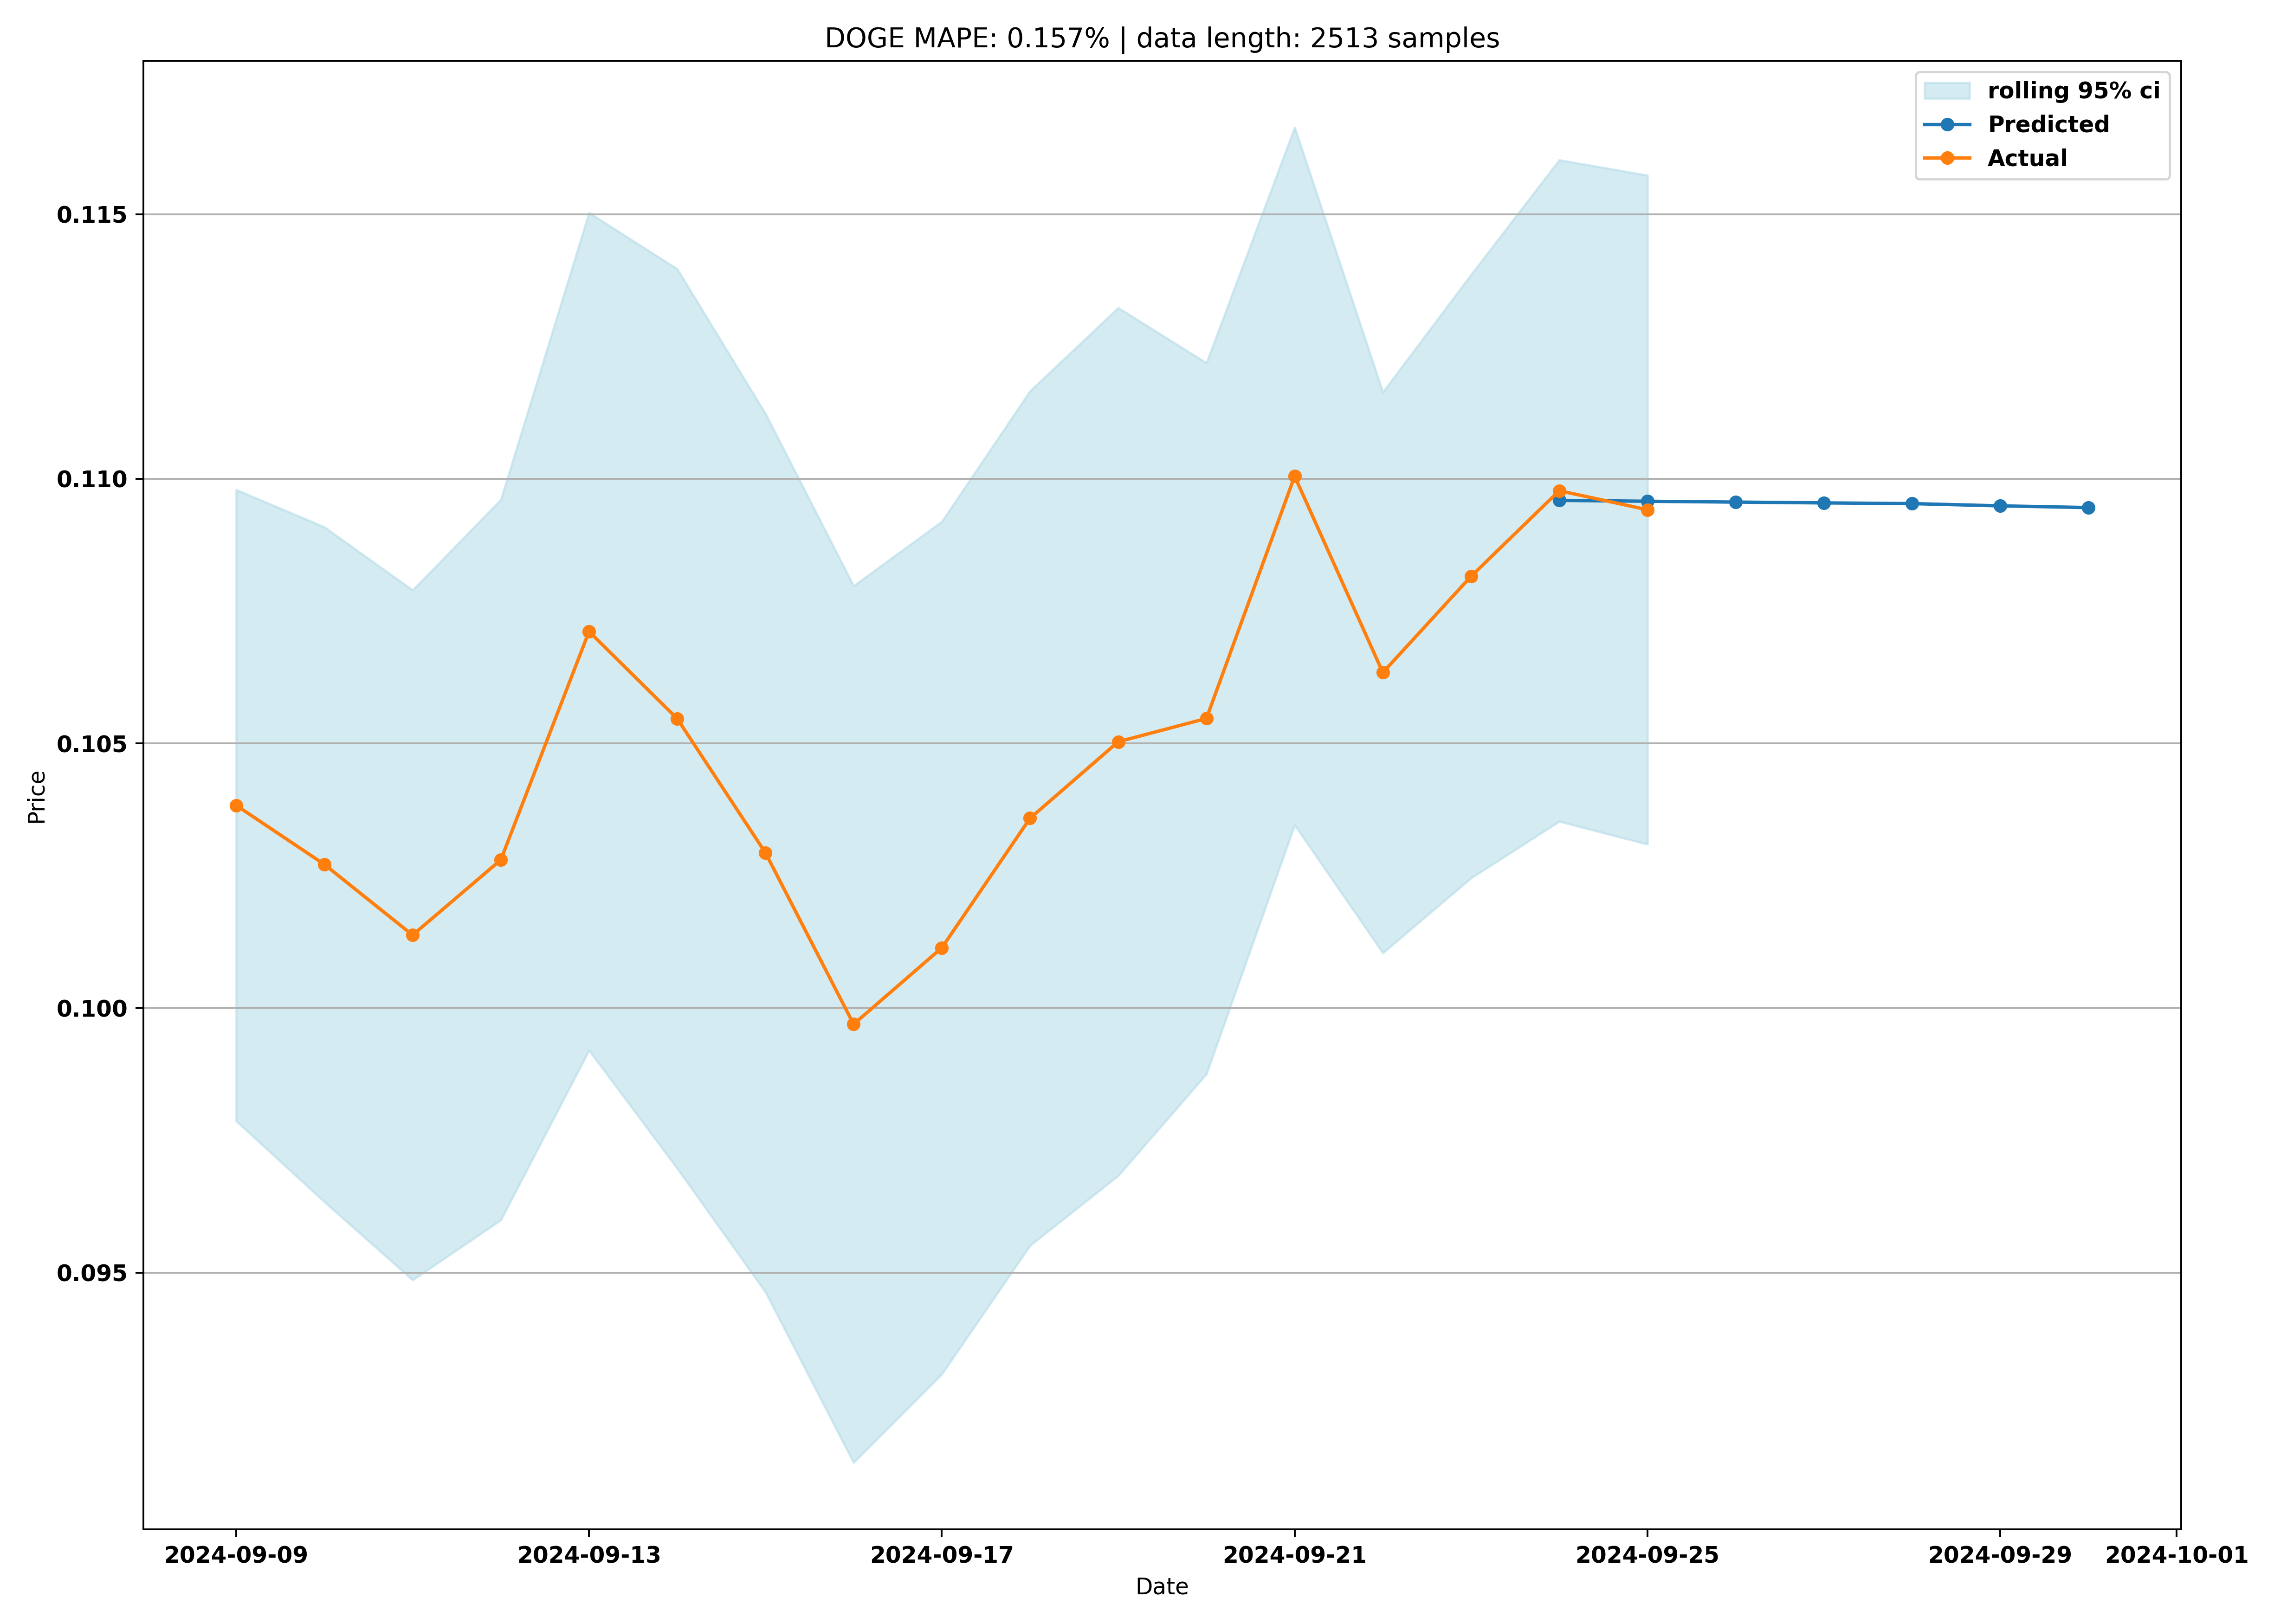 DOGE MAPE: 0.157% | data length: 2513 samples
rolling 95% ci
Predicted
Actual
0.115
0.110
0.105
0.100
0.095
Price
2024-09-09 2024-09-13 2024-09-17 2024-09-21 2024-09-25 2024-09-29 2024-10-01
Date